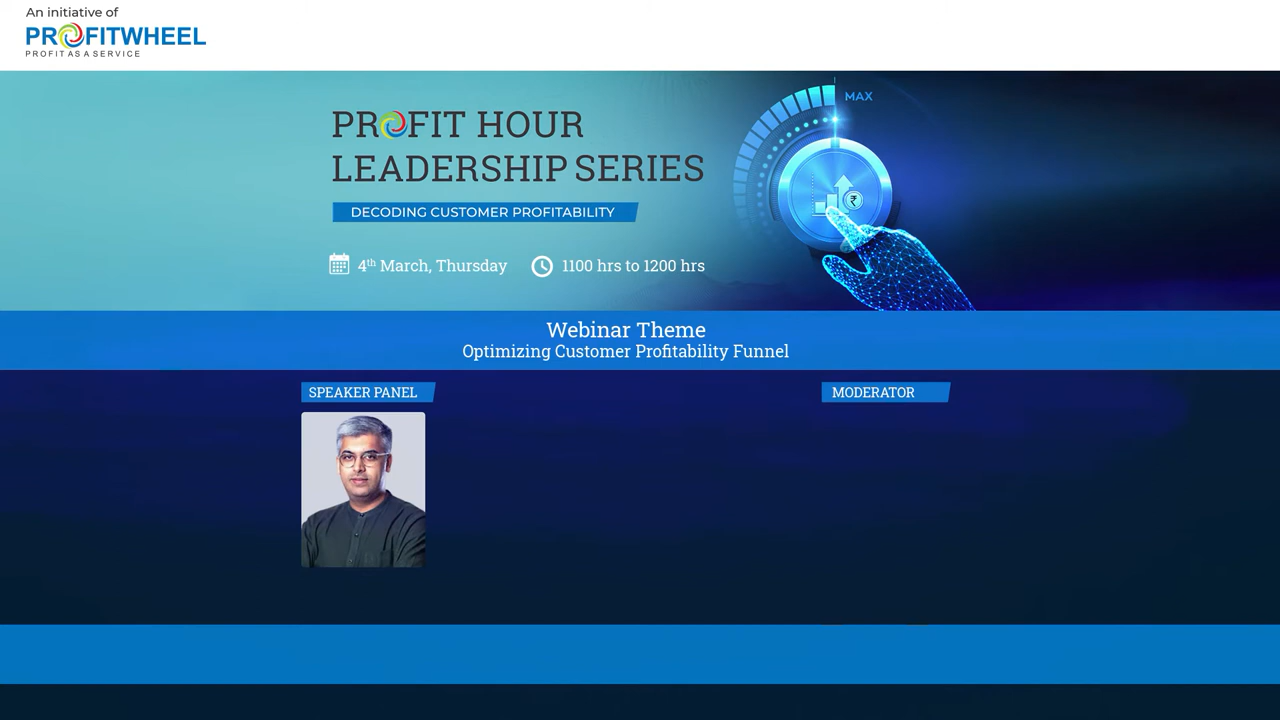 An initiative of
PROFITWHEEL
PROFIT AS A SERVICE
PROFIT HOUR
LEADERSHIP SERIES
DECODING CUSTOMER PROFITABILITY
4th March, Thursday
1100 hrs to 1200 hrs
MAX
₹
Webinar Theme
Optimizing Customer Profitability Funnel
SPEAKER PANEL
MODERATOR